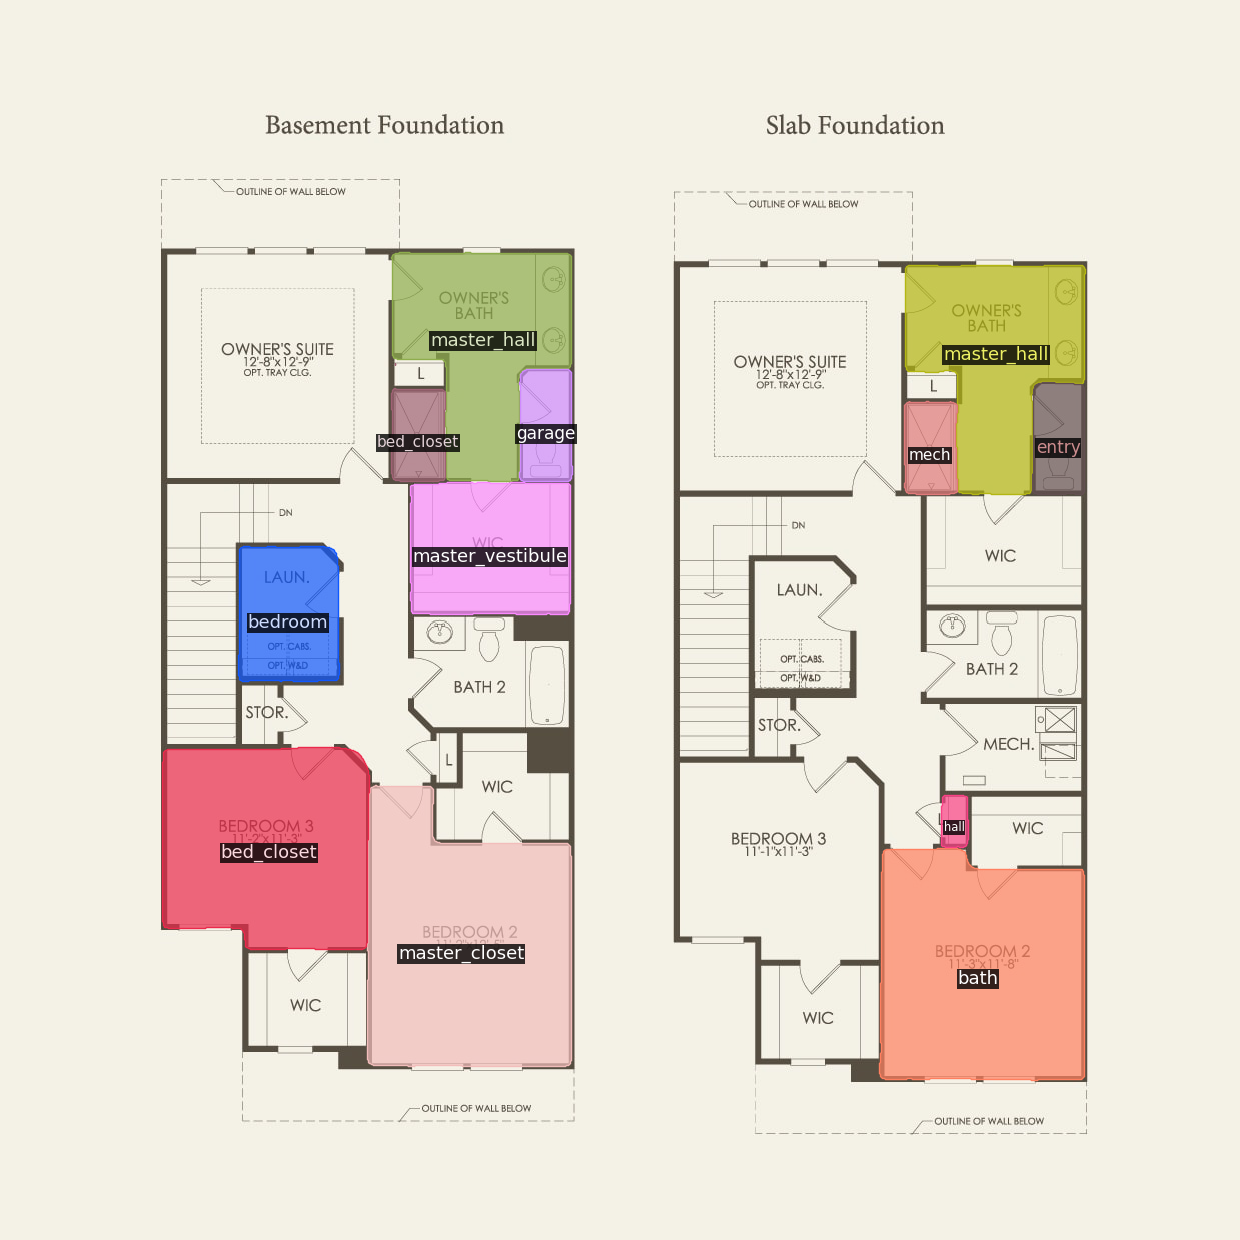 Basement Foundation
Slab Foundation
OUTLINE OF WALL BELOW
OWNER'S
BATH
master_hall
OWNER'S SUITE
12'-8"x12'-9"
OPT. TRAY CLG.
L
bed_closet
garage
DN
WIC
master_vestibule
LAUN.
bedroom
OPT. CABS.
OPT. W&D
STOR.
BATH 2
L
WIC
BEDROOM 3
11'-2"x11'-3"
bed_closet
BEDROOM 2
master_closet
WIC
OUTLINE OF WALL BELOW
OUTLINE OF WALL BELOW
OWNER'S
BATH
master_hall
OWNER'S SUITE
12'-8"x12'-9"
OPT. TRAY CLG.
L
mech
entry
DN
WIC
LAUN.
OPT. CABS.
OPT. W&D
STOR.
BATH 2
MECH.
hall
WIC
BEDROOM 3
11'-1"x11'-3"
BEDROOM 2
11'-3"x11'-8"
bath
WIC
OUTLINE OF WALL BELOW